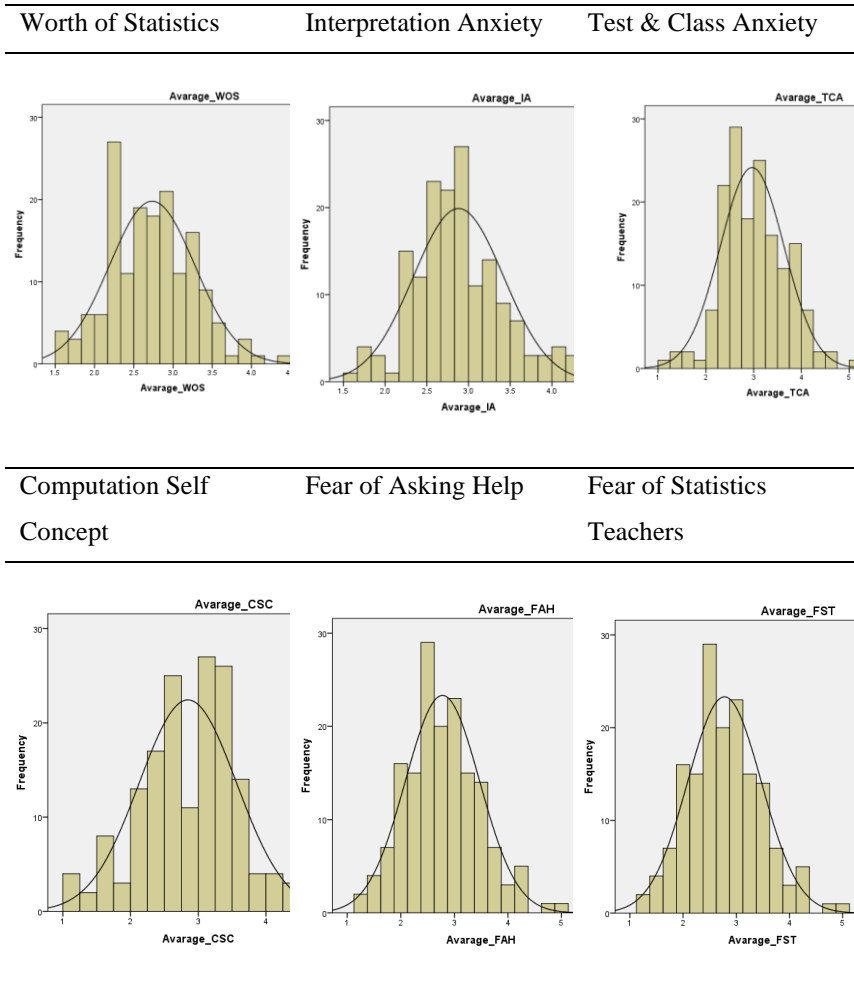 Worth of Statistics Interpretation Anxiety Test & Class Anxiety
Avarage_WOS
30
20
10
0
Frequency
1.5 2.0 2.5 3.0 3.5 4.0
Avarage_WOS
Avarage_IA
30
20
10
0
Frequency
1.5 2.0 2.5 3.0 3.5 4.0
Avarage_IA
Avarage_TCA
30
20
10
0
Frequency
1 2 3 4 5
Avarage_TCA
Computation Self Fear of Asking Help Fear of Statistics
Concept Teachers
Avarage_CSC
30
20
10
0
Frequency
1 2 3 4
Avarage_CSC
Avarage_FAH
30
20
10
0
Frequency
1 2 3 4 5
Avarage_FAH
Avarage_FST
30
20
10
0
Frequency
1 2 3 4 5
Avarage_FST